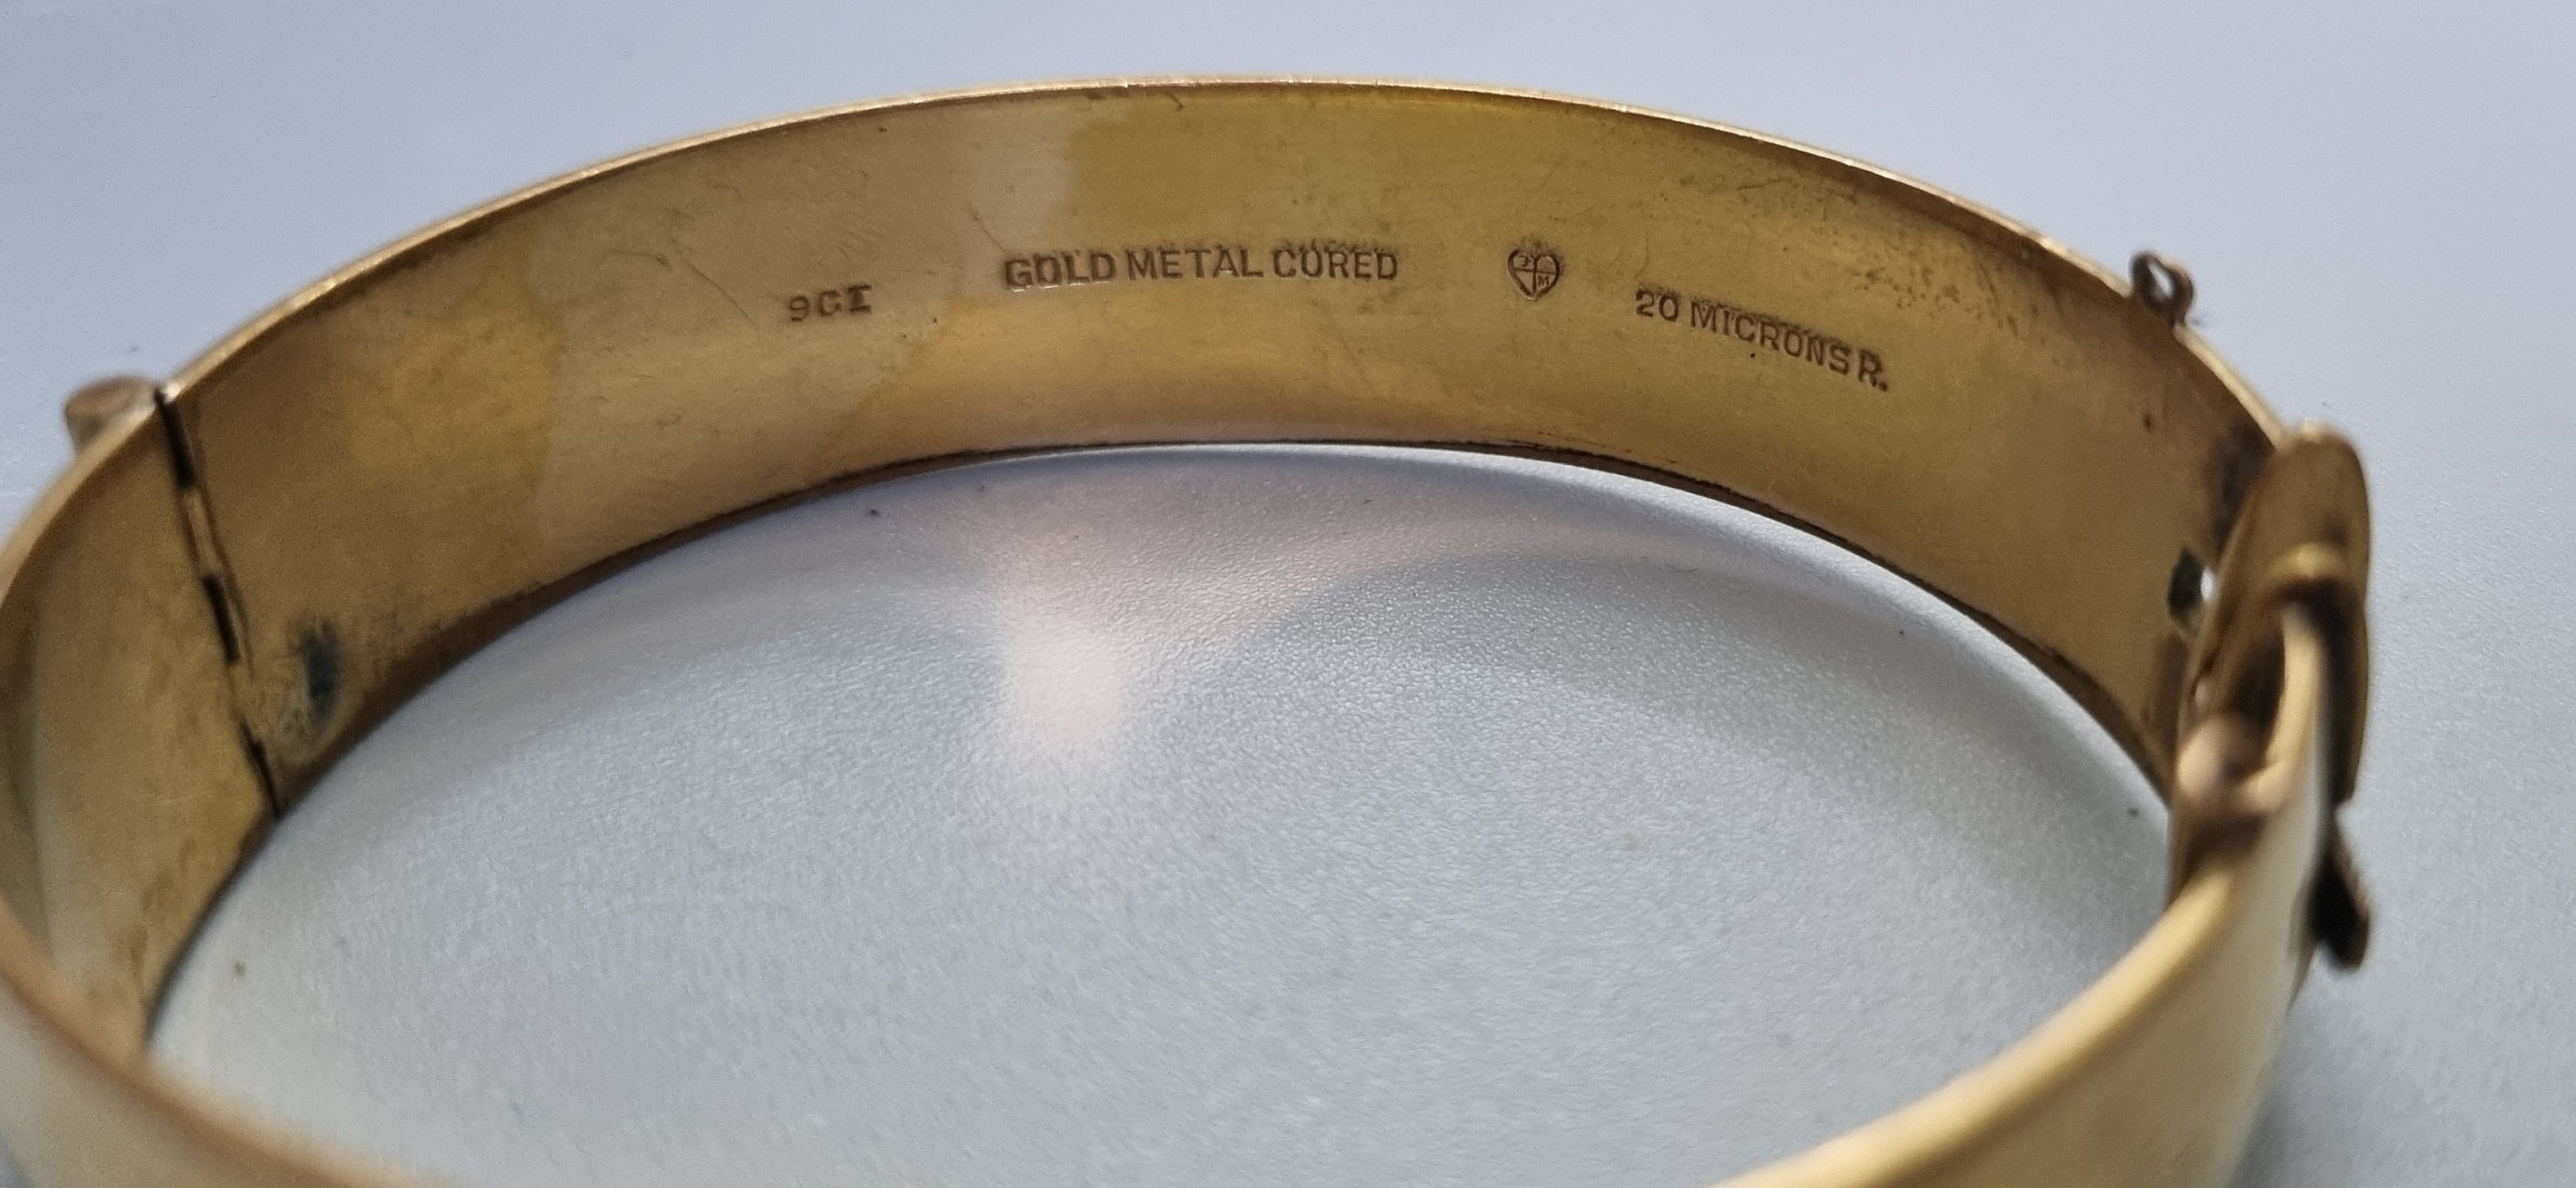 9CT GOLD METAL CORED 20 MICRONS R.